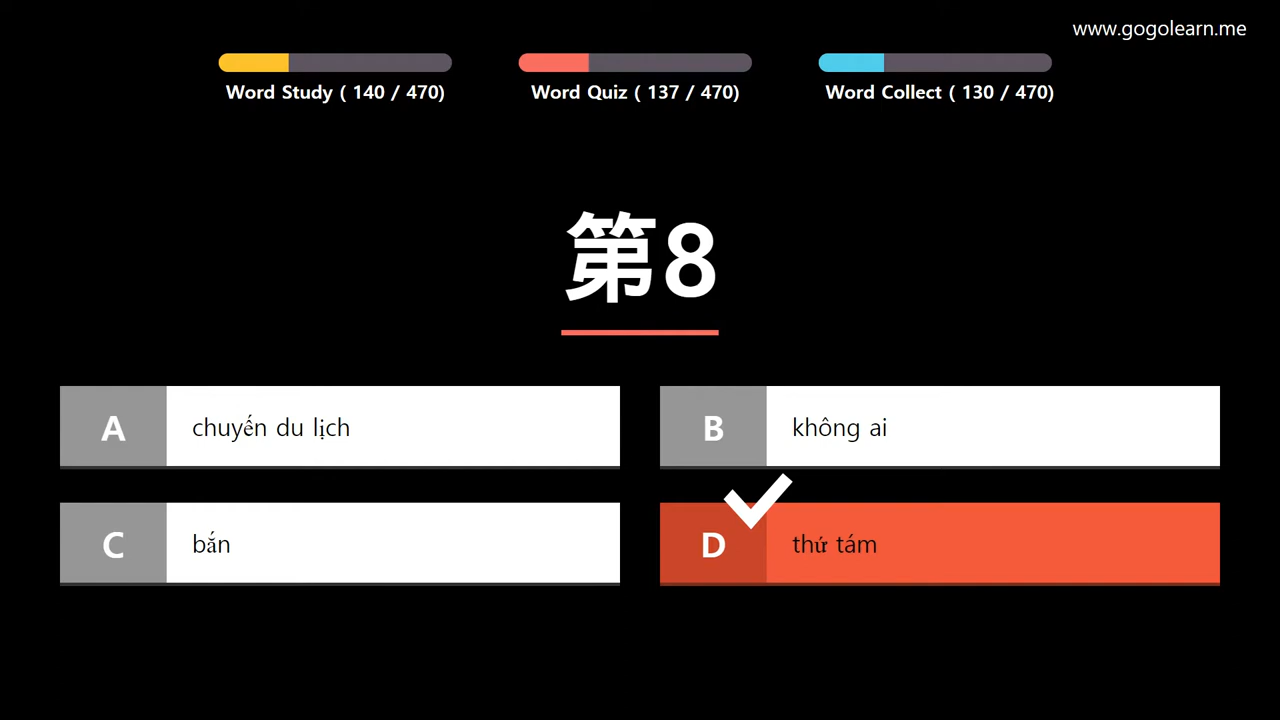 www.gogolearn.me
Word Study ( 140 / 470)
Word Quiz ( 137 / 470)
Word Collect ( 130 / 470)
第8
A chuyến du lịch
B không ai
C bắn
D thứ tám